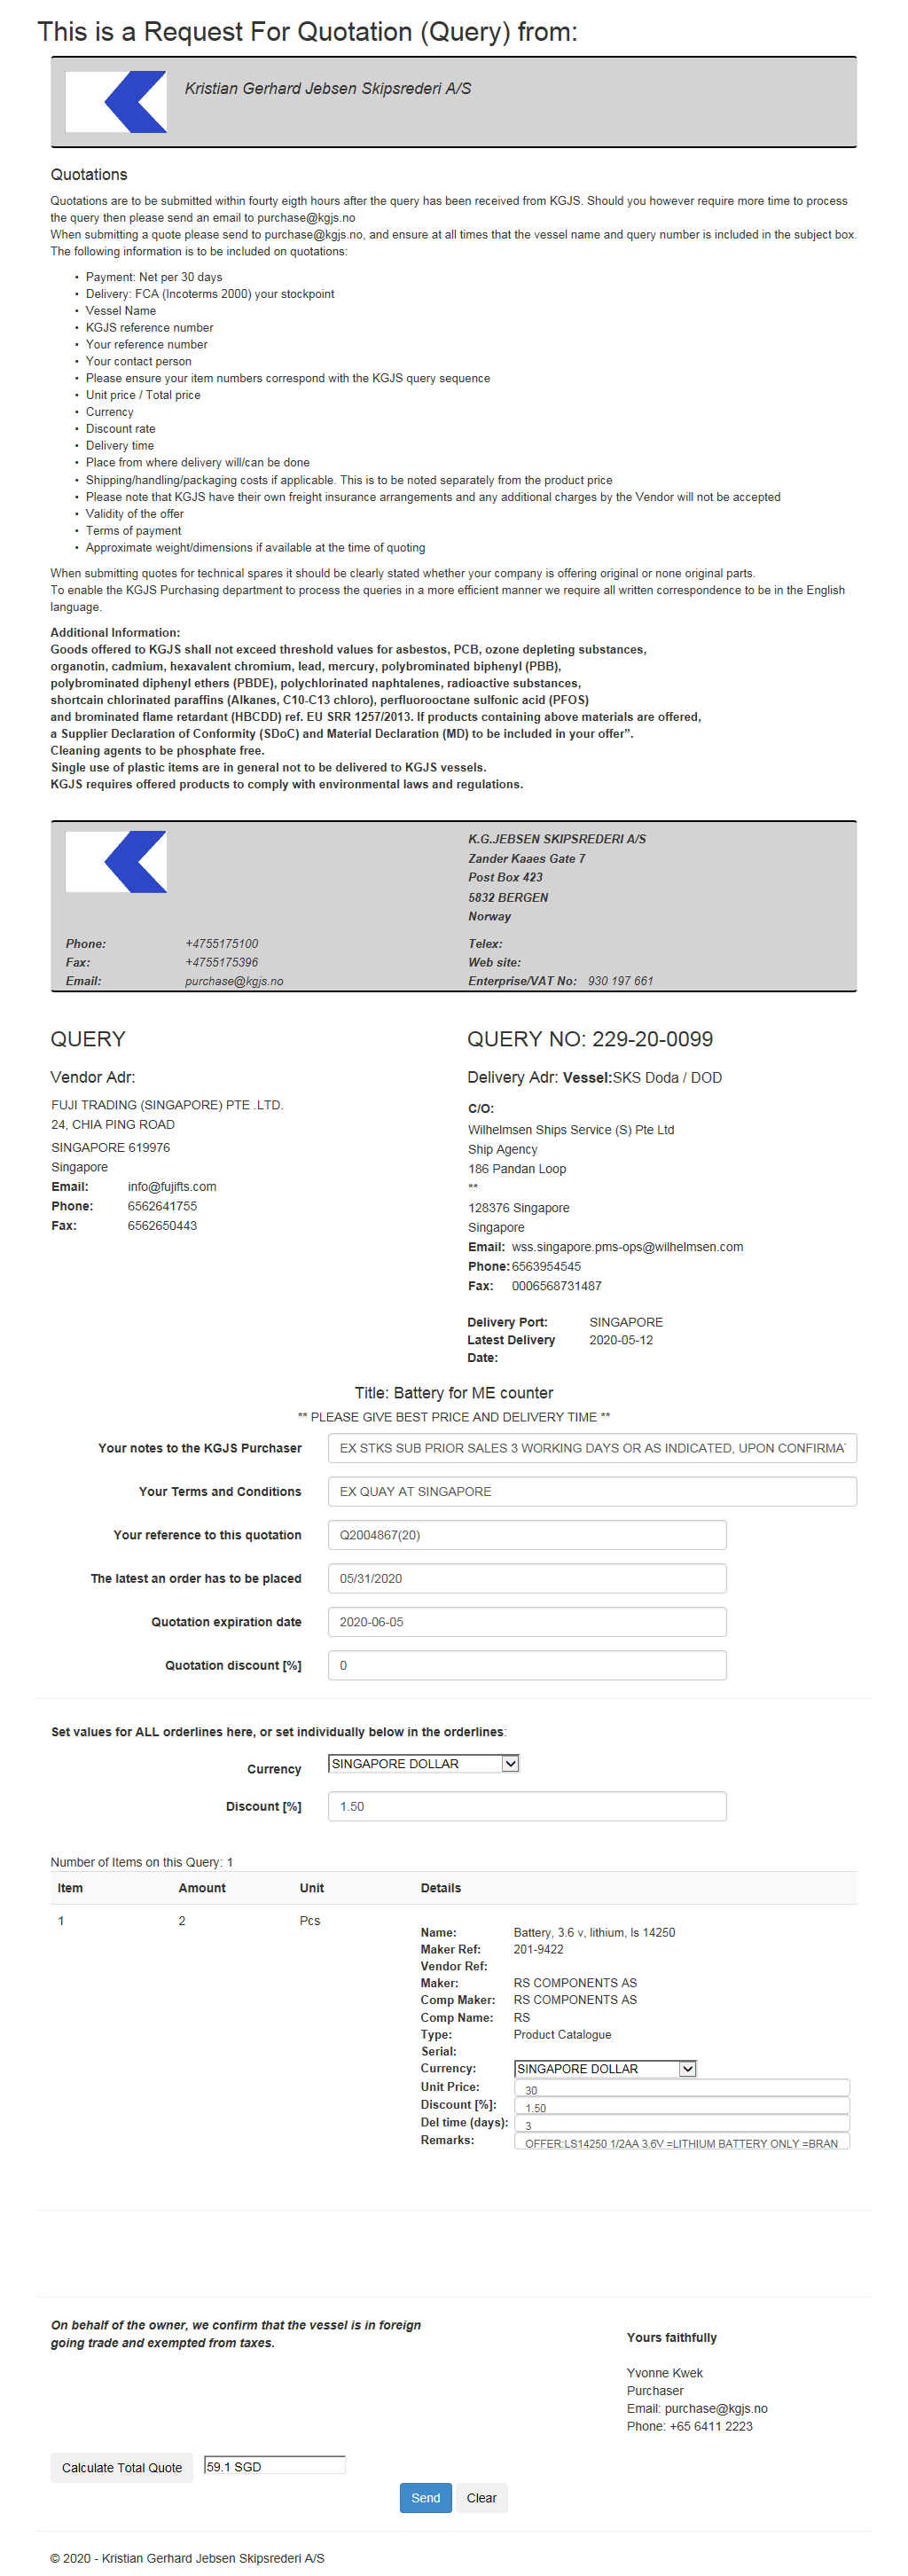 This is a Request For Quotation (Query) from:
Kristian Gerhard Jebsen Skipsrederi A/S
Quotations
Quotations are to be submitted within fourty eigth hours after the query has been received from KGJS. Should you however require more time to process
the query then please send an email to purchase@kgjs.no
When submitting a quote please send to purchase@kgjs.no, and ensure at all times that the vessel name and query number is included in the subject box.
The following information is to be included on quotations:
• Payment: Net per 30 days
• Delivery: FCA (Incoterms 2000) your stockpoint
• Vessel Name
• KGJS reference number
• Your reference number
• Your contact person
• Please ensure your item numbers correspond with the KGJS query sequence
• Unit price / Total price
• Currency
• Discount rate
• Delivery time
• Place from where delivery will/can be done
• Shipping/handling/packaging costs if applicable. This is to be noted separately from the product price
• Please note that KGJS have their own freight insurance arrangements and any additional charges by the Vendor will not be accepted
• Validity of the offer
• Terms of payment
• Approximate weight/dimensions if available at the time of quoting
When submitting quotes for technical spares it should be clearly stated whether your company is offering original or none original parts.
To enable the KGJS Purchasing department to process the queries in a more efficient manner we require all written correspondence to be in the English
language.
Additional Information:
Goods offered to KGJS shall not exceed threshold values for asbestos, PCB, ozone depleting substances,
organotin, cadmium, hexavalent chromium, lead, mercury, polybrominated biphenyl (PBB),
polybrominated diphenyl ethers (PBDE), polychlorinated naphtalenes, radioactive substances,
shortcain chlorinated paraffins (Alkanes, C10-C13 chloro), perfluorooctane sulfonic acid (PFOS)
and brominated flame retardant (HBCDD) ref. EU SRR 1257/2013. If products containing above materials are offered,
a Supplier Declaration of Conformity (SDoC) and Material Declaration (MD) to be included in your offer”.
Cleaning agents to be phosphate free.
Single use of plastic items are in general not to be delivered to KGJS vessels.
KGJS requires offered products to comply with environmental laws and regulations.
K.G.JEBSEN SKIPSREDERI A/S
Zander Kaaes Gate 7
Post Box 423
5832 BERGEN
Norway
Phone: +4755175100 Telex:
Fax: +4755175396 Web site:
Email: purchase@kgjs.no Enterprise/VAT No: 930 197 661
QUERY
Vendor Adr:
FUJI TRADING (SINGAPORE) PTE .LTD.
24, CHIA PING ROAD
SINGAPORE 619976
Singapore
Email: info@fujifts.com
Phone: 6562641755
Fax: 6562650443
QUERY NO: 229-20-0099
Delivery Adr: Vessel:SKS Doda / DOD
C/O:
Wilhelmsen Ships Service (S) Pte Ltd
Ship Agency
186 Pandan Loop
**
128376 Singapore
Singapore
Email: wss.singapore.pms-ops@wilhelmsen.com
Phone: 6563954545
Fax: 0006568731487
Delivery Port: SINGAPORE
Latest Delivery 2020-05-12
Date:
Title: Battery for ME counter
** PLEASE GIVE BEST PRICE AND DELIVERY TIME **
Your notes to the KGJS Purchaser EX STKS SUB PRIOR SALES 3 WORKING DAYS OR AS INDICATED, UPON CONFIRMA
Your Terms and Conditions EX QUAY AT SINGAPORE
Your reference to this quotation Q2004867(20)
The latest an order has to be placed 05/31/2020
Quotation expiration date 2020-06-05
Quotation discount [%] 0
Set values for ALL orderlines here, or set individually below in the orderlines:
Currency SINGAPORE DOLLAR
Discount [%] 1.50
Number of Items on this Query: 1
Item Amount Unit Details
1 2 Pcs
Name: Battery, 3.6 v, lithium, ls 14250
Maker Ref: 201-9422
Vendor Ref:
Maker: RS COMPONENTS AS
Comp Maker: RS COMPONENTS AS
Comp Name: RS
Type: Product Catalogue
Serial:
Currency: SINGAPORE DOLLAR
Unit Price: 30
Discount [%]: 1.50
Del time (days): 3
Remarks: OFFER:LS14250 1/2AA 3.6V =LITHIUM BATTERY ONLY =BRAN
On behalf of the owner, we confirm that the vessel is in foreign
going trade and exempted from taxes.
Yours faithfully
Yvonne Kwek
Purchaser
Email: purchase@kgjs.no
Phone: +65 6411 2223
Calculate Total Quote 59.1 SGD
Send Clear
© 2020 - Kristian Gerhard Jebsen Skipsrederi A/S